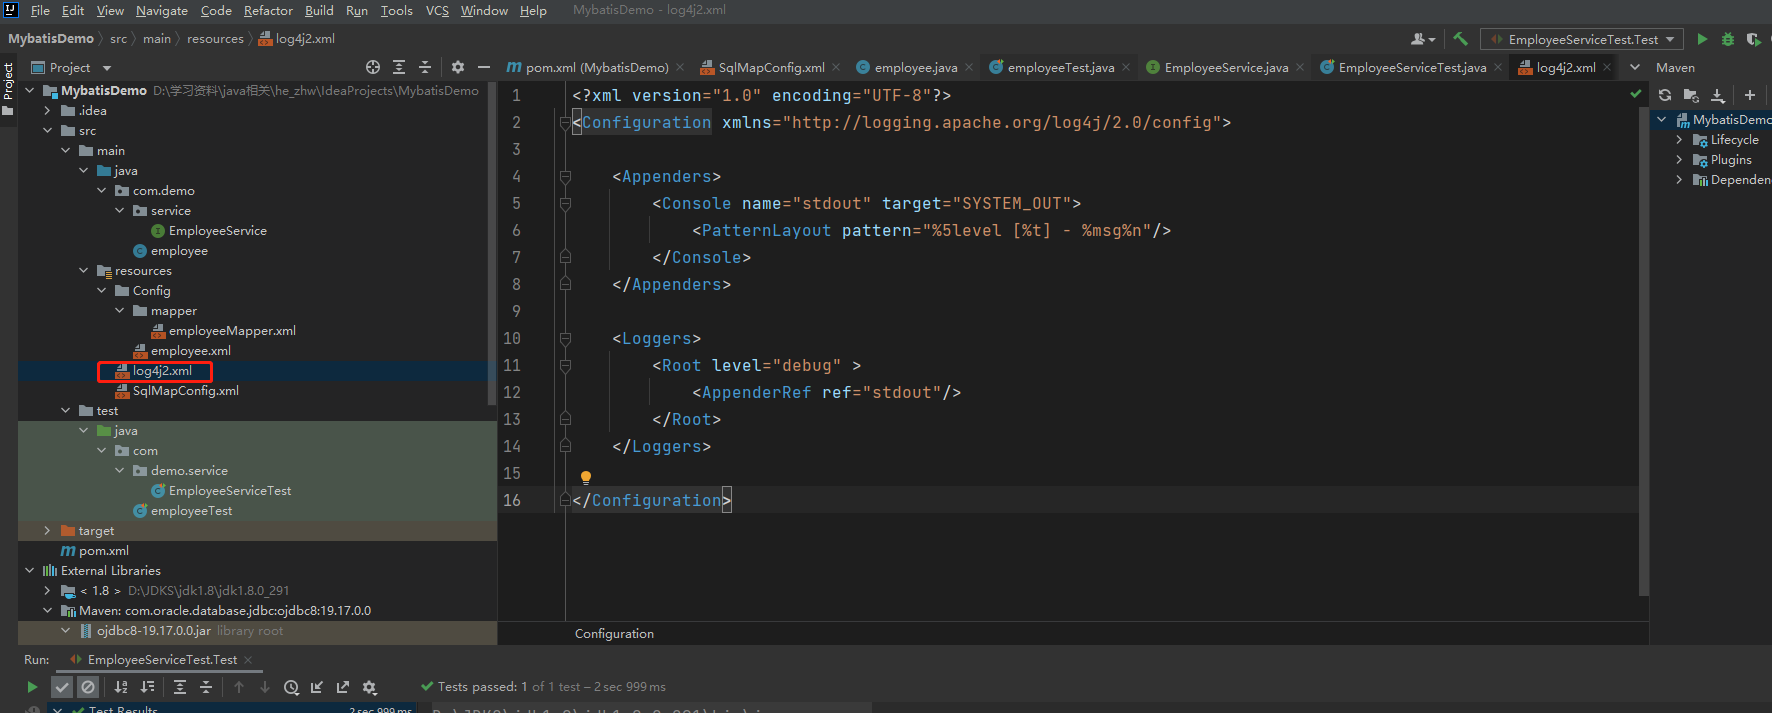 File Edit View Navigate Code Refactor Build Run Tools VCS Window Help MybatisDemo - log4j2.xml
MybatisDemo src main resources log4j2.xml
EmployeeServiceTest.Test
Project
Project
pom.xml (MybatisDemo) SqlMapConfig.xml employee.java employeeTest.java EmployeeService.java EmployeeServiceTest.java log4j2.xml
Maven
MybatisDemo D:\学习资料\java相关\he_zhw\IdeaProjects\MybatisDemo
.idea
src
main
java
com.demo
service
EmployeeService
employee
resources
Config
mapper
employeeMapper.xml
employee.xml
log4j2.xml
SqlMapConfig.xml
test
java
com
demo.service
EmployeeServiceTest
employeeTest
target
pom.xml
External Libraries
< 1.8 > D:\JDKS\jdk1.8\jdk1.8.0_291
Maven: com.oracle.database.jdbc:ojdbc8:19.17.0.0
ojdbc8-19.17.0.0.jar library root
1 <?xml version="1.0" encoding="UTF-8"?>
2 <Configuration xmlns="http://logging.apache.org/log4j/2.0/config">
3
4 <Appenders>
5 <Console name="stdout" target="SYSTEM_OUT">
6 <PatternLayout pattern="%5level [%t] - %msg%n"/>
7 </Console>
8 </Appenders>
9
10 <Loggers>
11 <Root level="debug" >
12 <AppenderRef ref="stdout"/>
13 </Root>
14 </Loggers>
15
16 </Configuration>
Configuration
MybatisDemo
Lifecycle
Plugins
Dependen
Run: EmployeeServiceTest.Test
Tests passed: 1 of 1 test – 2 sec 999 ms
Test Results 2 sec 999 ms